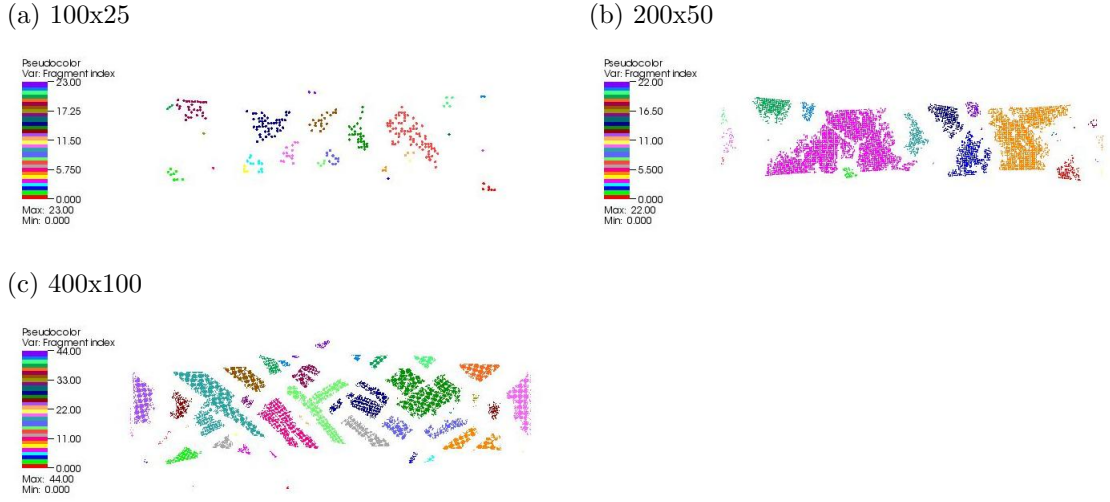 (a) 100x25
(b) 200x50
Pseudocolor
Var: Fragment index
23.00
17.25
11.50
5.750
0.000
Max: 23.00
Min: 0.000
Pseudocolor
Var: Fragment index
22.00
16.50
11.00
5.500
0.000
Max: 22.00
Min: 0.000
(c) 400x100
Pseudocolor
Var: Fragment index
44.00
33.00
22.00
11.00
0.000
Max: 44.00
Min: 0.000